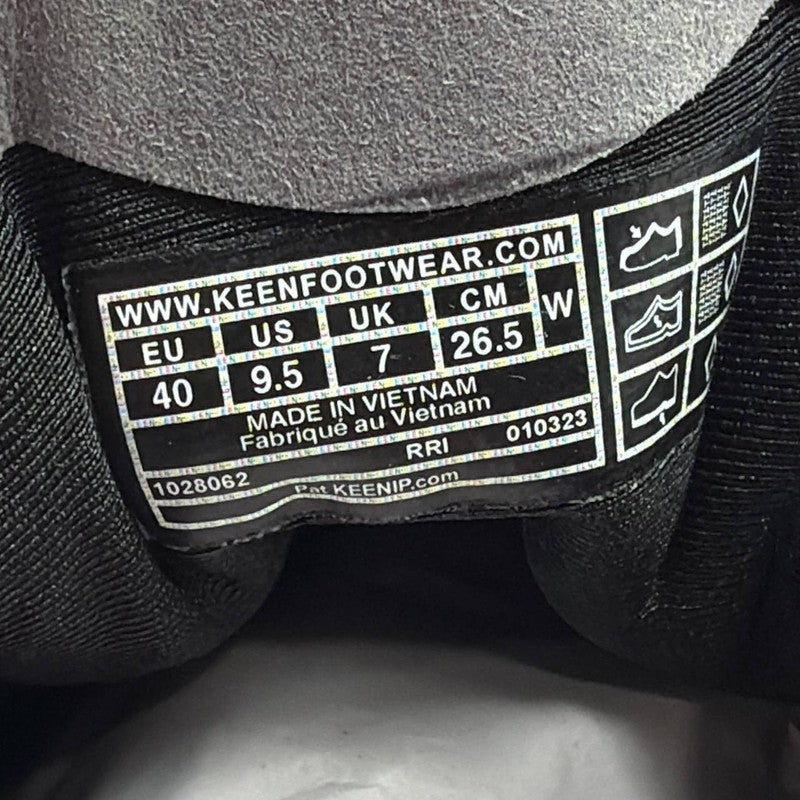 WWW.KEENFOOTWEAR.COM
EU US UK CM W
40 9.5 7 26.5
MADE IN VIETNAM
Fabriqué au Vietnam
RRI 010323
1028062 Pat KEENIP.com